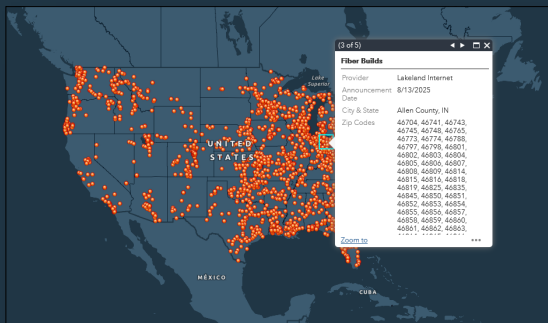 (3 of 5)
Fiber Builds
Provider Lakeland Internet
Announcement Date 8/13/2025
City & State Allen County, IN
Zip Codes 46704, 46741, 46743,
46745, 46748, 46765,
46773, 46774, 46788,
46797, 46798, 46801,
46802, 46803, 46804,
46805, 46806, 46807,
46808, 46809, 46814,
46815, 46816, 46818,
46819, 46825, 46835,
46845, 46850, 46851,
46852, 46853, 46854,
46855, 46856, 46857,
46858, 46859, 46860,
46861, 46862, 46863,
Zoom to
Lake
Superior
UNITED
STATES
MÉXICO
CUBA